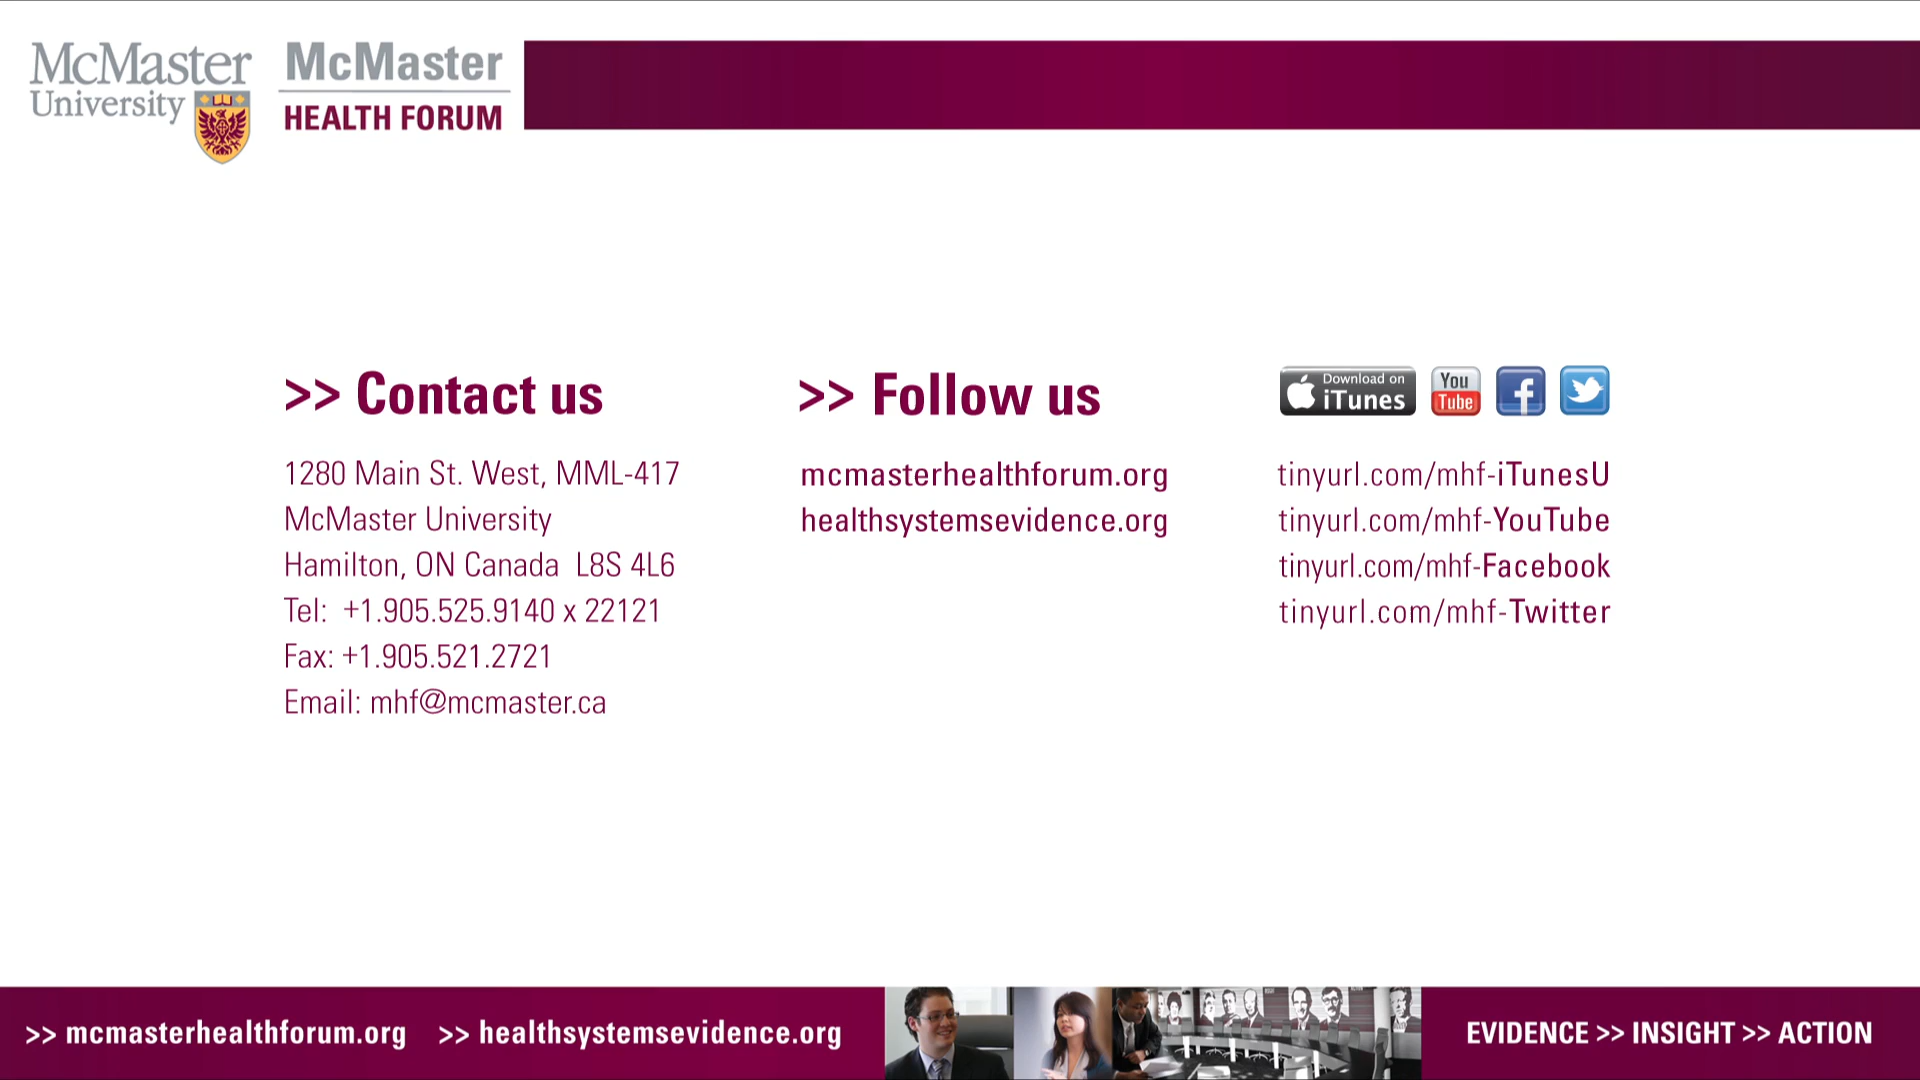 McMaster
University
McMaster
HEALTH FORUM
>> Contact us
1280 Main St. West, MML-417
McMaster University
Hamilton, ON Canada L8S 4L6
Tel: +1.905.525.9140 x 22121
Fax: +1.905.521.2721
Email: mhf@mcmaster.ca
>> Follow us
mcmasterhealthforum.org
healthsystemsevidence.org
Download on
iTunes
You
Tube
f
tinyurl.com/mhf-iTunesU
tinyurl.com/mhf-YouTube
tinyurl.com/mhf-Facebook
tinyurl.com/mhf-Twitter
>> mcmasterhealthforum.org >> healthsystemsevidence.org
EVIDENCE >> INSIGHT >> ACTION